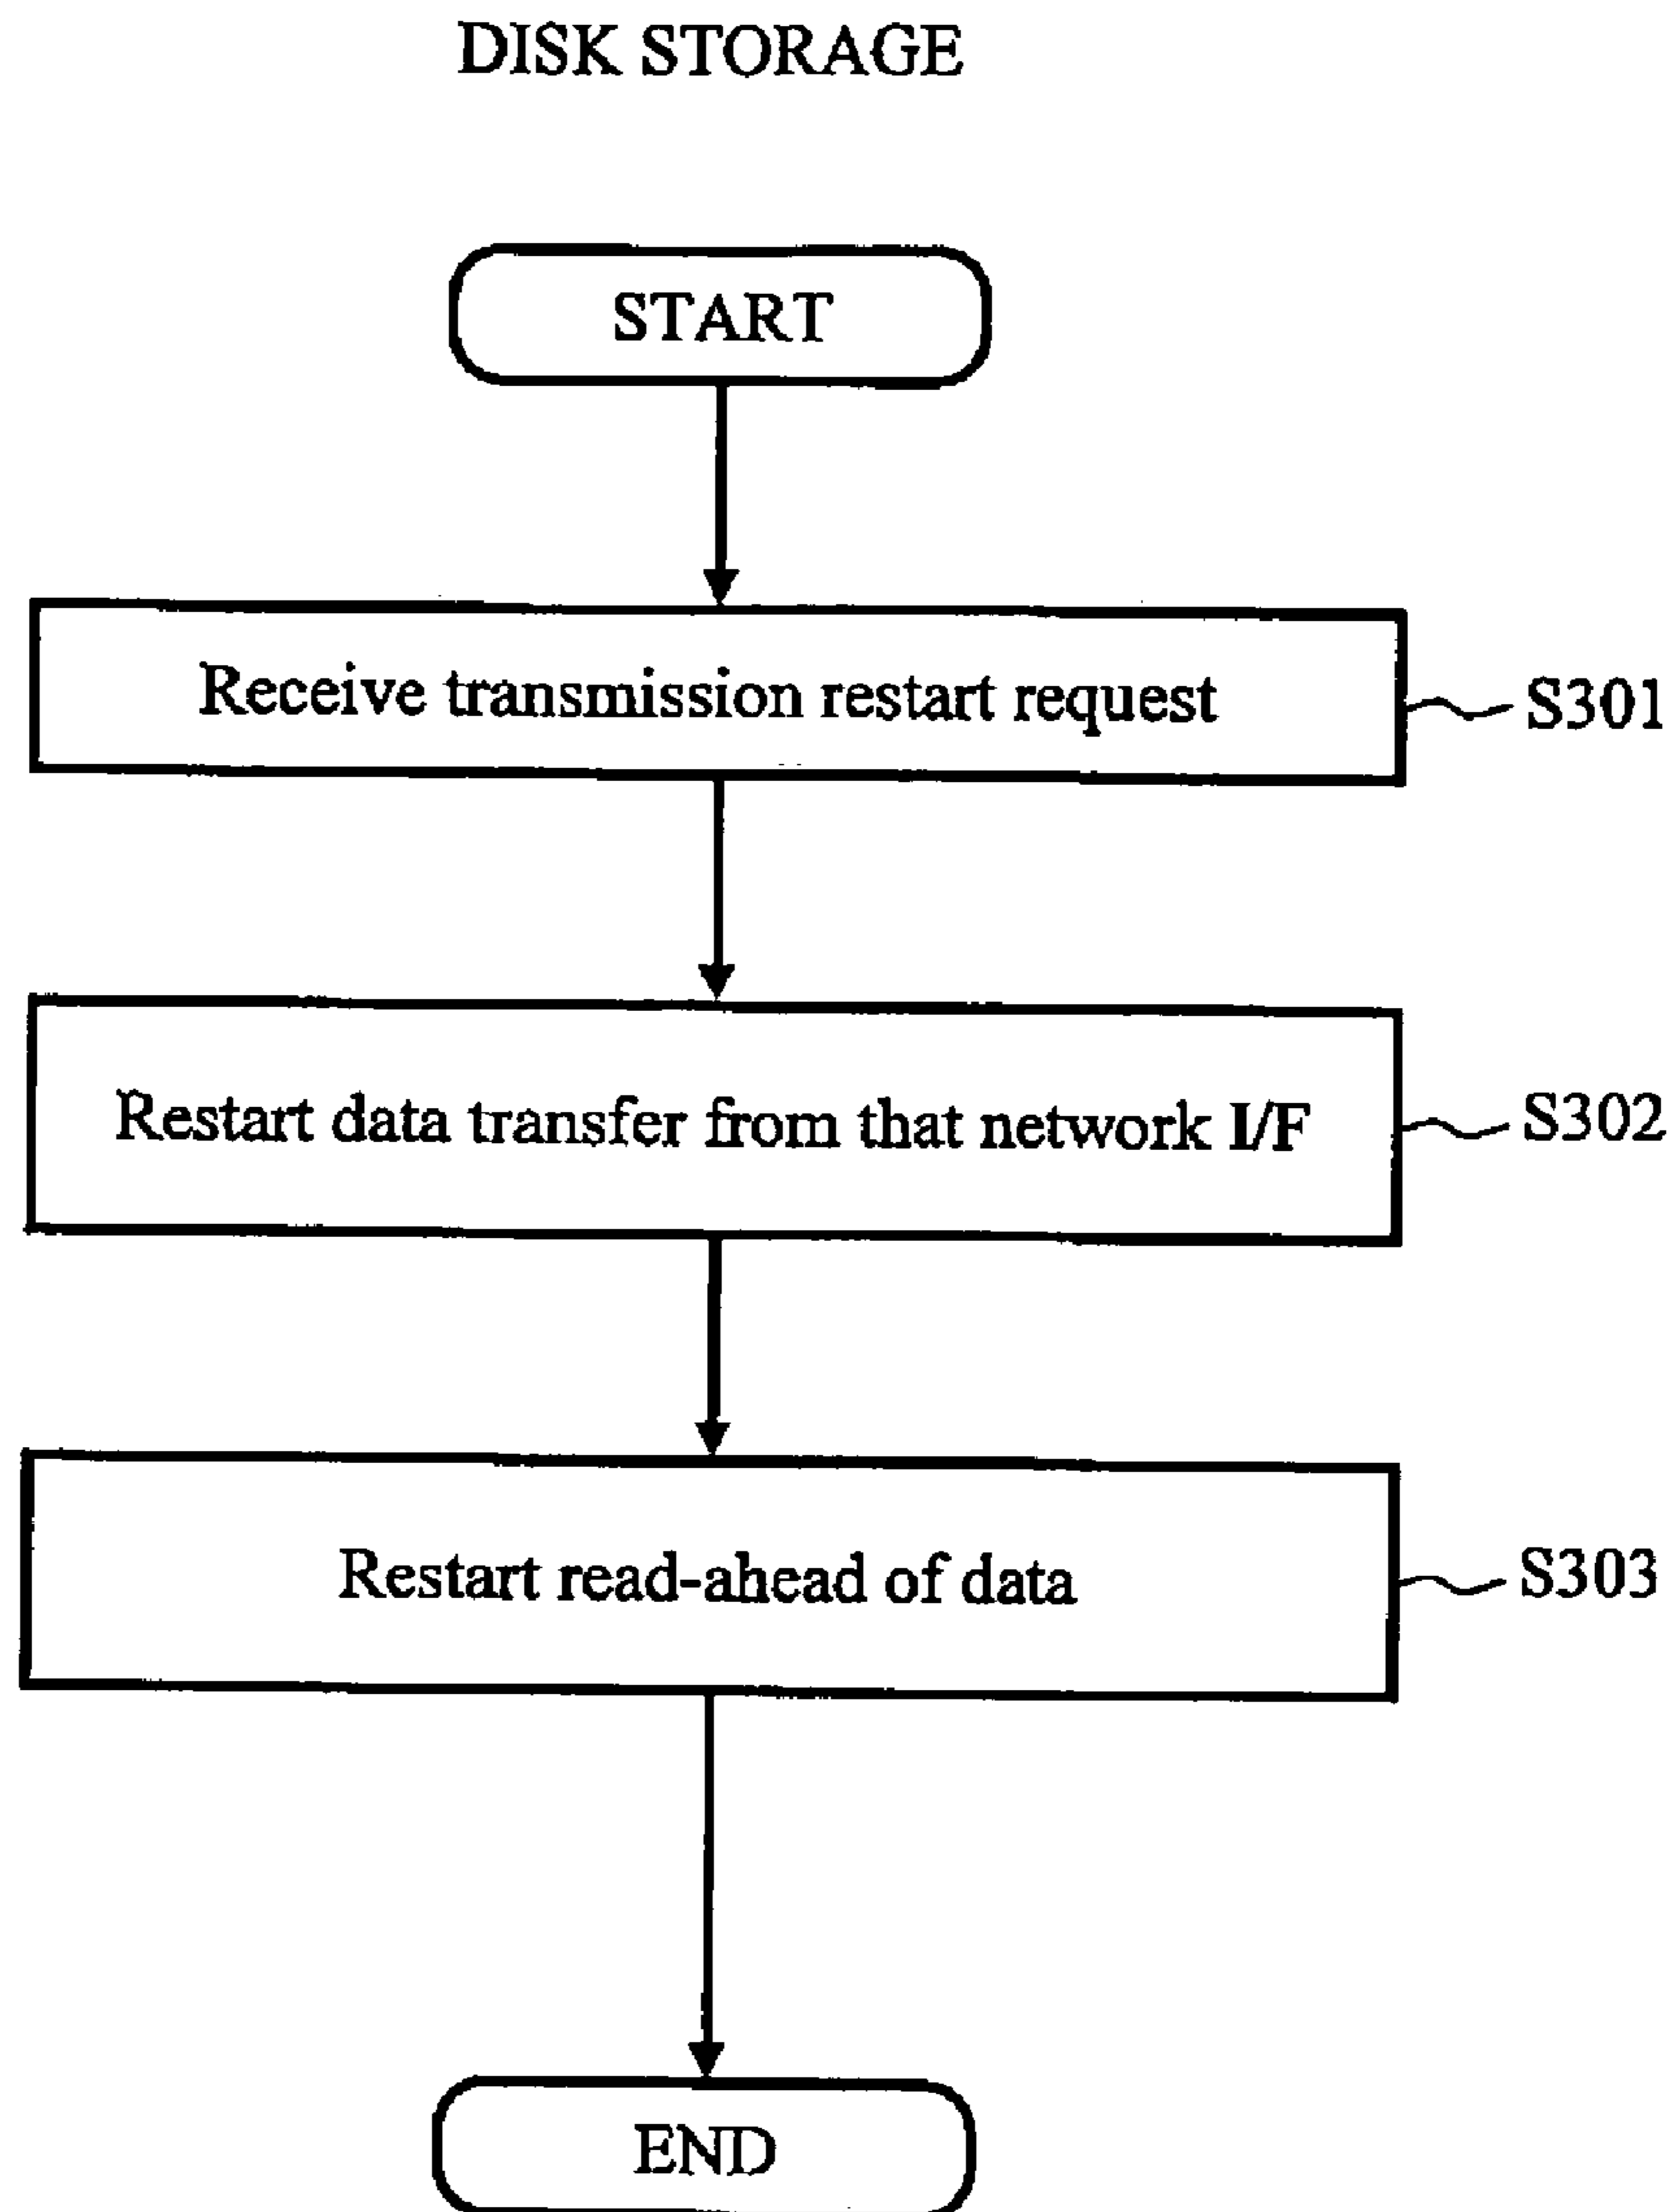 DISK STORAGE
START
Receive transmission restart request
S301
Restart data transfer from that network I/F
S302
Restart read-ahead of data
S303
END